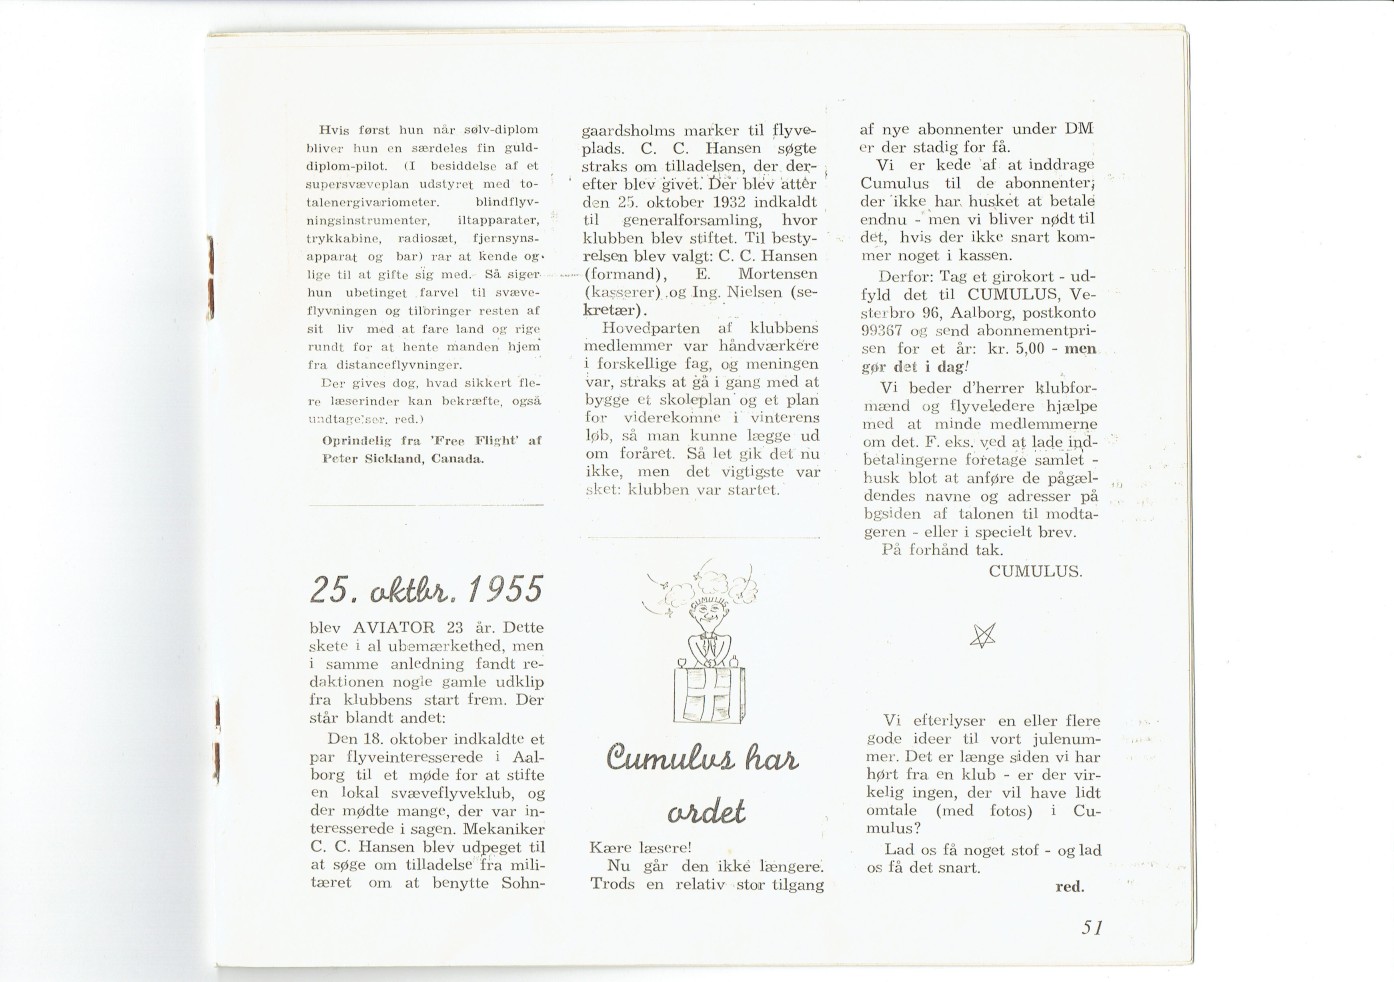 Hvis først hun når sølv-diplom
bliver hun en særdeles fin guld-
diplom-pilot. (I besiddelse af et
supersvæveplan udstyret med to-
talenergivariometer. blindflyv-
ningsinstrumenter, iltapparater,
trykkabine, radiosæt, fjernsyns-
apparat og bar) rar at kende og-
lige til at gifte sig med. Så siger
hun ubetinget farvel til svæve-
flyvningen og tilbringer resten af
sit liv med at fare land og rige
rundt for at hente manden hjem
fra distanceflyvninger.
Der gives dog, hvad sikkert fle-
re læserinder kan bekræfte, også
undtagelser. red.)
Oprindelig fra 'Free Flight' af
Peter Sickland, Canada.
25. oktbr. 1955
blev AVIATOR 23 år. Dette
skete i al ubemærkethed, men
i samme anledning fandt re-
daktionen nogle gamle udklip
fra klubbens start frem. Der
står blandt andet:
Den 18. oktober indkaldte et
par flyveinteresserede i Aal-
borg til et møde for at stifte
en lokal svæveflyveklub, og
der mødte mange, der var in-
teresserede i sagen. Mekaniker
C. C. Hansen blev udpeget til
at søge om tilladelse fra mili-
tæret om at benytte Sohn-
gaardsholms marker til flyve-
plads. C. C. Hansen søgte
straks om tilladelsen, der der-
efter blev givet. Der blev atter
den 25. oktober 1932 indkaldt
til generalforsamling, hvor
klubben blev stiftet. Til besty-
relsen blev valgt: C. C. Hansen
(formand), E. Mortensen
(kasserer) og Ing. Nielsen (se-
kretær).
Hovedparten af klubbens
medlemmer var håndværkere
i forskellige fag, og meningen
var, straks at gå i gang med at
bygge et skoleplan og et plan
for viderekomne i vinterens
løb, så man kunne lægge ud
om foråret. Så let gik det nu
ikke, men det vigtigste var
sket: klubben var startet.
CUMULUS
Cumulus har
ordet
Kære læsere!
Nu går den ikke længere.
Trods en relativ stor tilgang
af nye abonnenter under DM
er der stadig for få.
Vi er kede af at inddrage
Cumulus til de abonnenter;
der ikke har husket at betale
endnu - men vi bliver nødt til
det, hvis der ikke snart kom-
mer noget i kassen.
Derfor: Tag et girokort - ud-
fyld det til CUMULUS, Ve-
sterbro 96, Aalborg, postkonto
99367 og send abonnementpri-
sen for et år: kr. 5,00 - men
gør det i dag!
Vi beder d'herrer klubfor-
mænd og flyveledere hjælpe
med at minde medlemmerne
om det. F. eks. ved at lade ind-
betalingerne foretage samlet -
husk blot at anføre de pågæl-
dendes navne og adresser på
bgsiden af talonen til modta-
geren - eller i specielt brev.
På forhånd tak.
CUMULUS.
Vi efterlyser en eller flere
gode ideer til vort julenum-
mer. Det er længe siden vi har
hørt fra en klub - er der vir-
kelig ingen, der vil have lidt
omtale (med fotos) i Cu-
mulus?
Lad os få noget stof - og lad
os få det snart.
red.
51